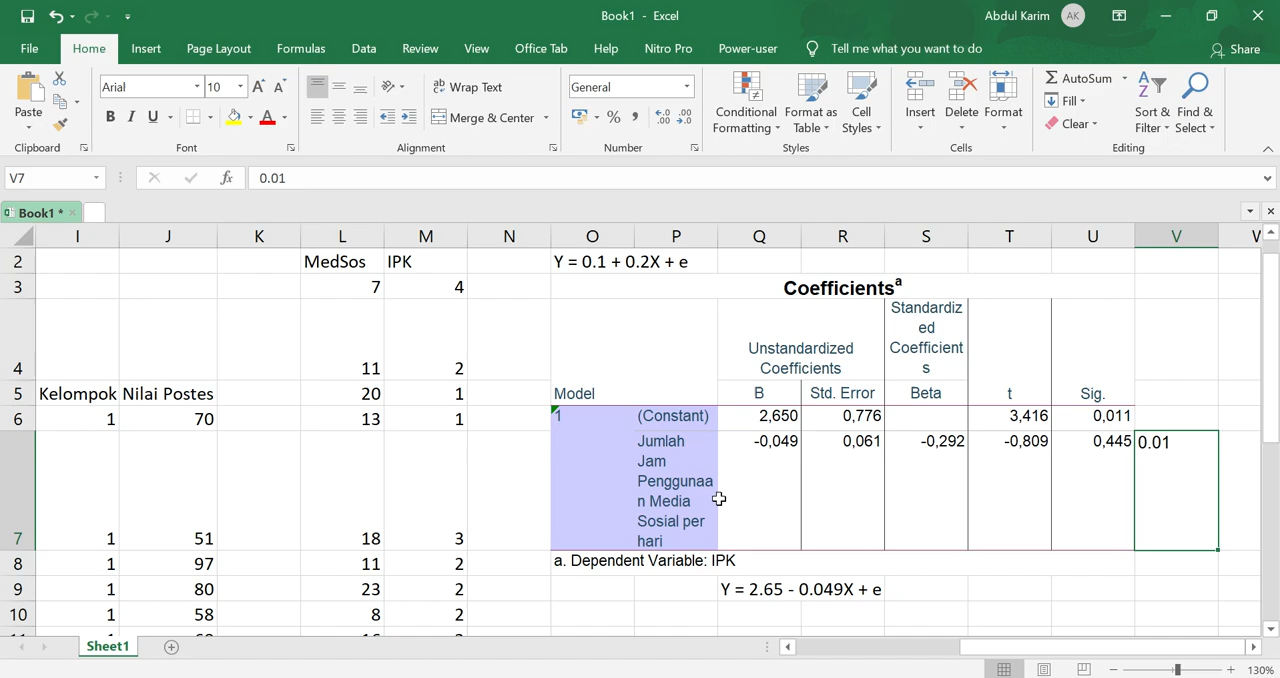 Book1 - Excel
Abdul Karim
AK
File Home Insert Page Layout Formulas Data Review View Office Tab Help Nitro Pro Power-user Tell me what you want to do Share
Paste
Clipboard
Arial 10
B I U
Font
Wrap Text
Merge & Center
Alignment
General
Number
Conditional Formatting
Format as Table
Cell Styles
Styles
Insert Delete Format
Cells
AutoSum
Fill
Clear
Sort & Filter
Find & Select
Editing
V7 fx 0.01
Book1 *
I J K L M N O P Q R S T U V W
2 MedSos IPK Y = 0.1 + 0.2X + e
3 7 4 Coefficientsa
4 11 2 Unstandardized Coefficients Standardized Coefficients
5 Kelompok Nilai Postes 20 1 Model B Std. Error Beta t Sig.
6 1 70 13 1 1 (Constant) 2,650 0,776 3,416 0,011
7 1 51 18 3 Jumlah Jam Penggunaan Media Sosial per hari -0,049 0,061 -0,292 -0,809 0,445 0.01
8 1 97 11 2 a. Dependent Variable: IPK
9 1 80 23 2 Y = 2.65 - 0.049X + e
10 1 58 8 2
Sheet1
130%